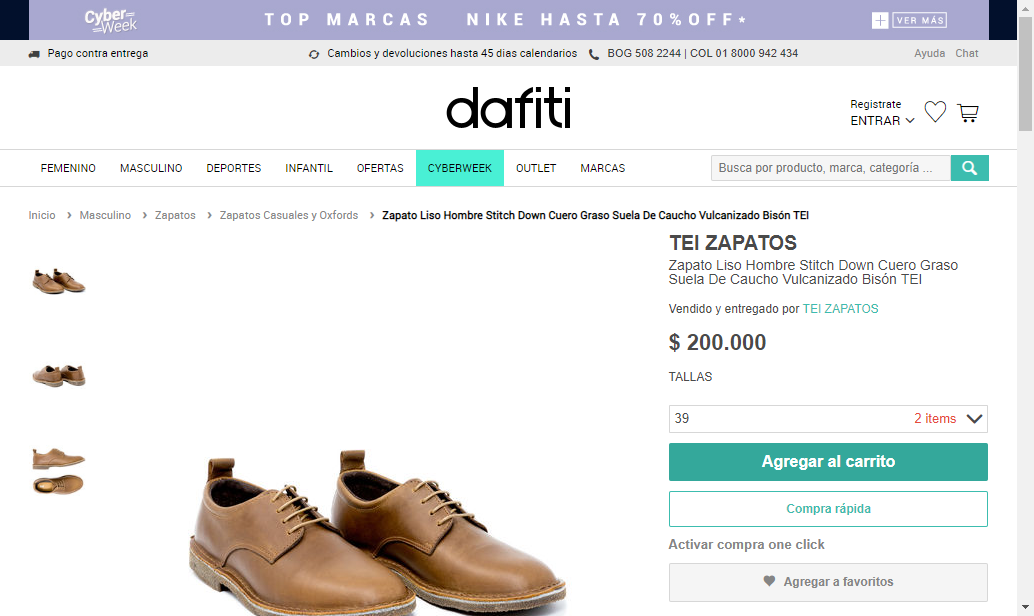 Cyber Week
TOP MARCAS NIKE HASTA 70%OFF*
+ VER MÁS
Pago contra entrega
Cambios y devoluciones hasta 45 dias calendarios
BOG 508 2244 | COL 01 8000 942 434
Ayuda Chat
dafiti
Registrate
ENTRAR
FEMENINO MASCULINO DEPORTES INFANTIL OFERTAS CYBERWEEK OUTLET MARCAS
Busca por producto, marca, categoría ...
Inicio › Masculino › Zapatos › Zapatos Casuales y Oxfords › Zapato Liso Hombre Stitch Down Cuero Graso Suela De Caucho Vulcanizado Bisón TEI
TEI ZAPATOS
Zapato Liso Hombre Stitch Down Cuero Graso
Suela De Caucho Vulcanizado Bisón TEI
Vendido y entregado por TEI ZAPATOS
$ 200.000
TALLAS
39 2 items
Agregar al carrito
Compra rápida
Activar compra one click
Agregar a favoritos